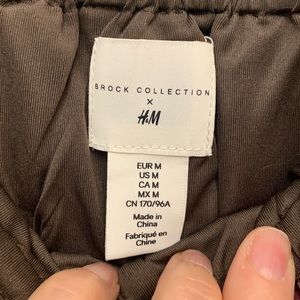 BROCK COLLECTION
×
H&M
EUR M
US M
CA M
MX M
CN 170/96A
Made in
China
Fabriqué en
Chine